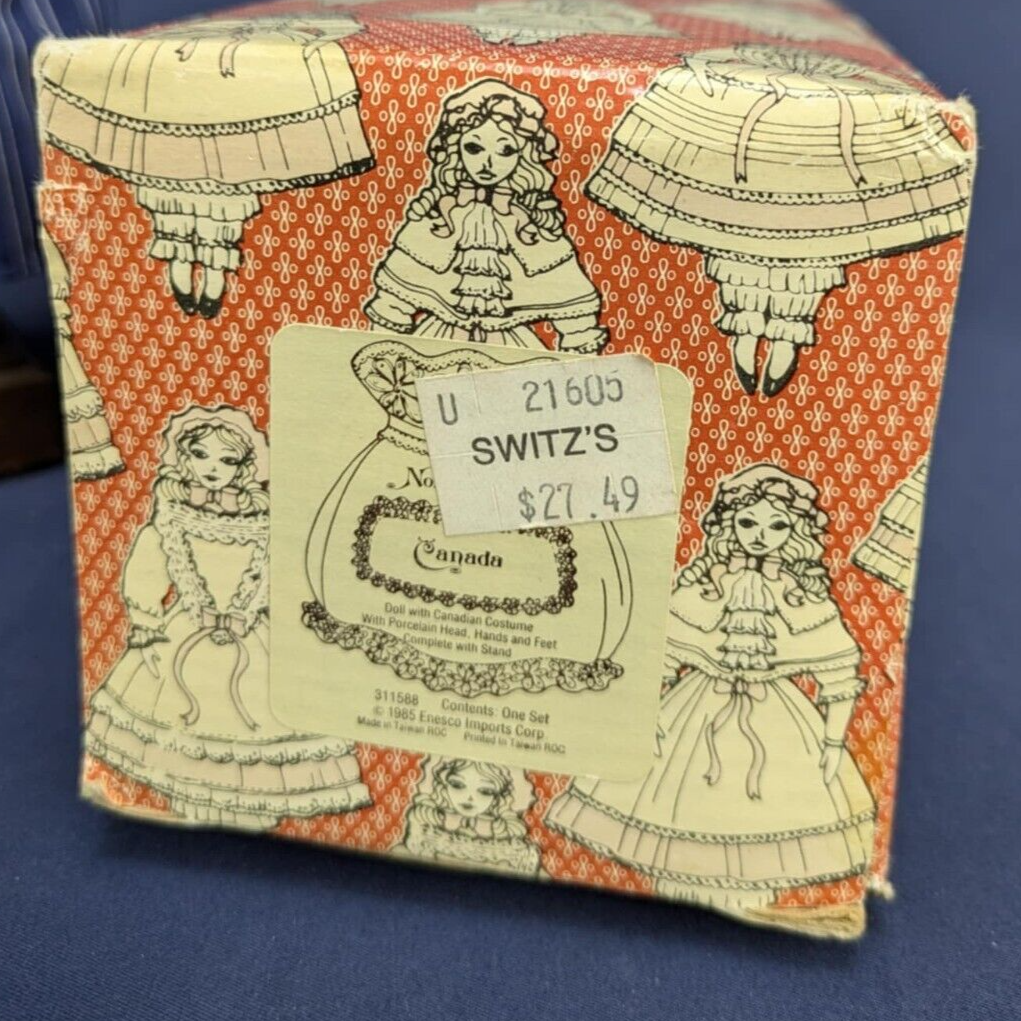 U 21605
SWITZ'S
$27.49
No
Canada
Doll with Canadian Costume
With Porcelain Head, Hands and Feet
Complete with Stand
311588 Contents: One Set
© 1985 Enesco Imports Corp.
Made in Taiwan ROC Printed in Taiwan ROC